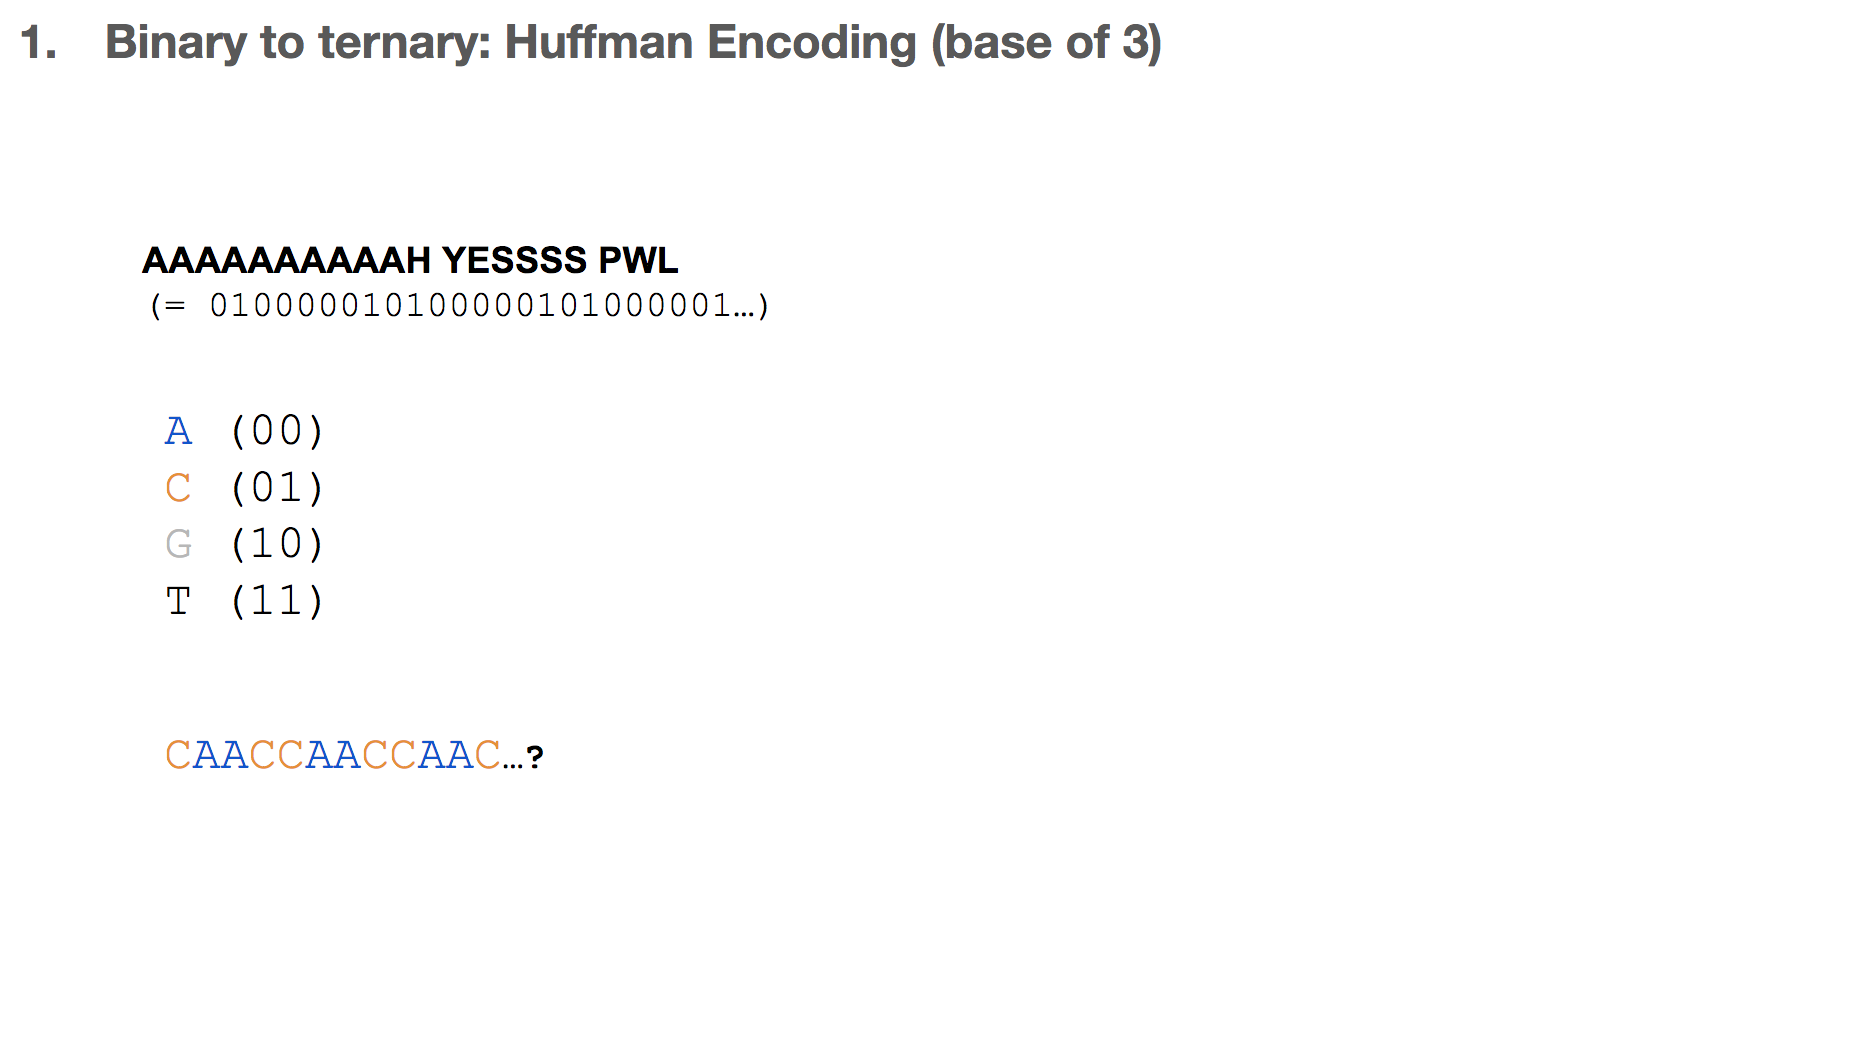 1. Binary to ternary: Huffman Encoding (base of 3)
AAAAAAAAAAH YESSSS PWL
(= 010000010100000101000001…)
A (00)
C (01)
G (10)
T (11)
CAACCAACCAAC…?